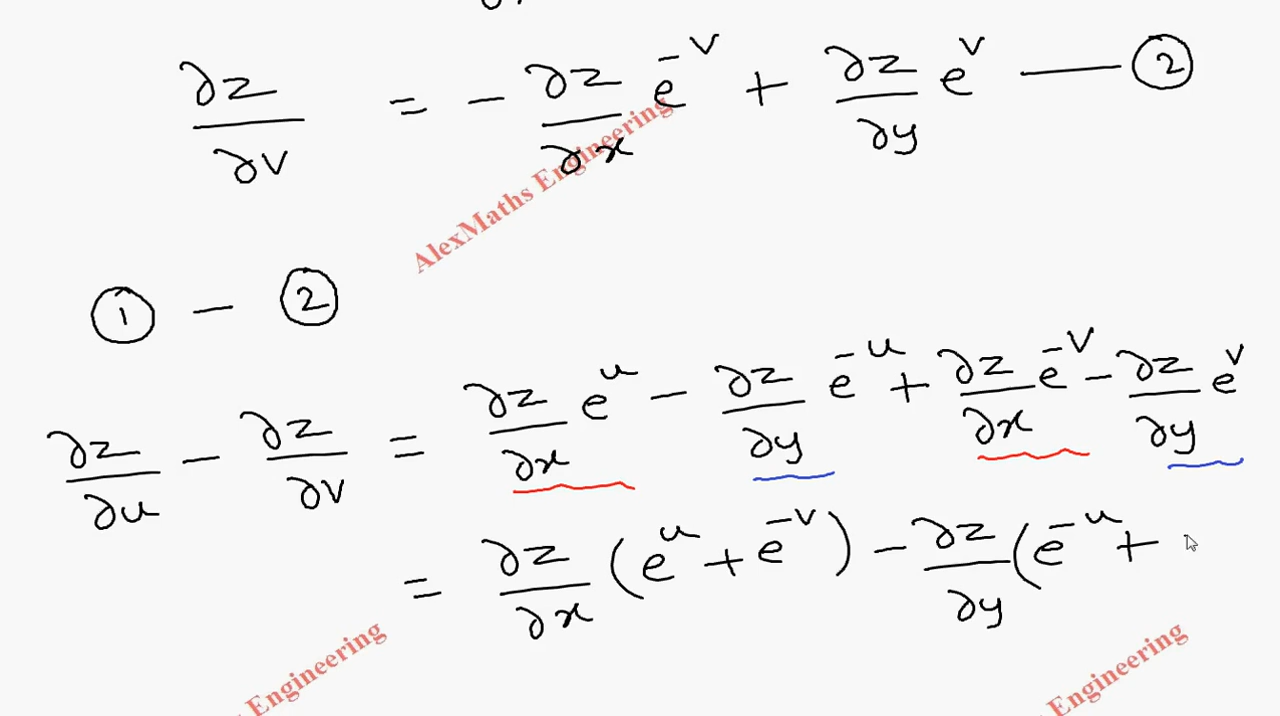 ∂z/∂v = - ∂z/∂x e^-v + ∂z/∂y e^v —— ②
AlexMaths Engineering
① - ②
∂z/∂u - ∂z/∂v = ∂z/∂x e^u - ∂z/∂y e^-u + ∂z/∂x e^-v - ∂z/∂y e^v
= ∂z/∂x (e^u + e^-v) - ∂z/∂y (e^-u +
Engineering
Engineering